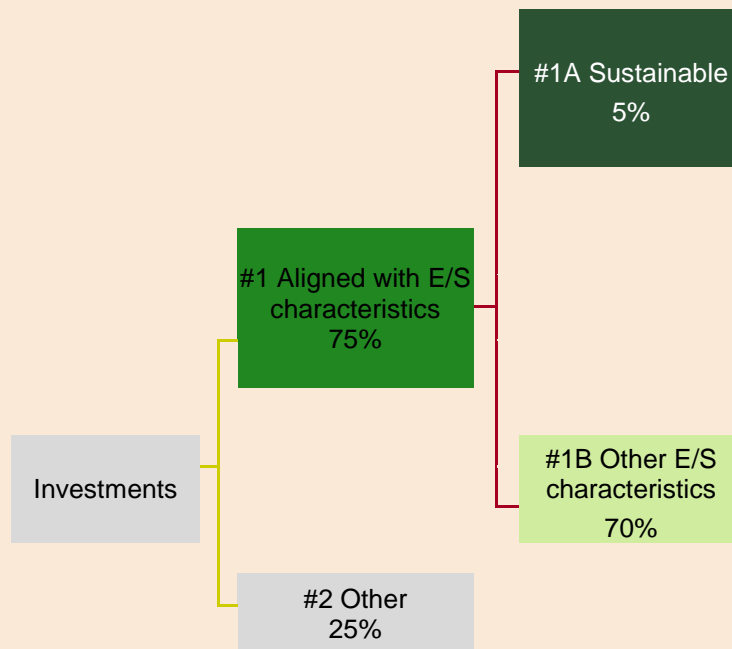 #1A Sustainable
5%
#1 Aligned with E/S
characteristics
75%
Investments
#1B Other E/S
characteristics
70%
#2 Other
25%